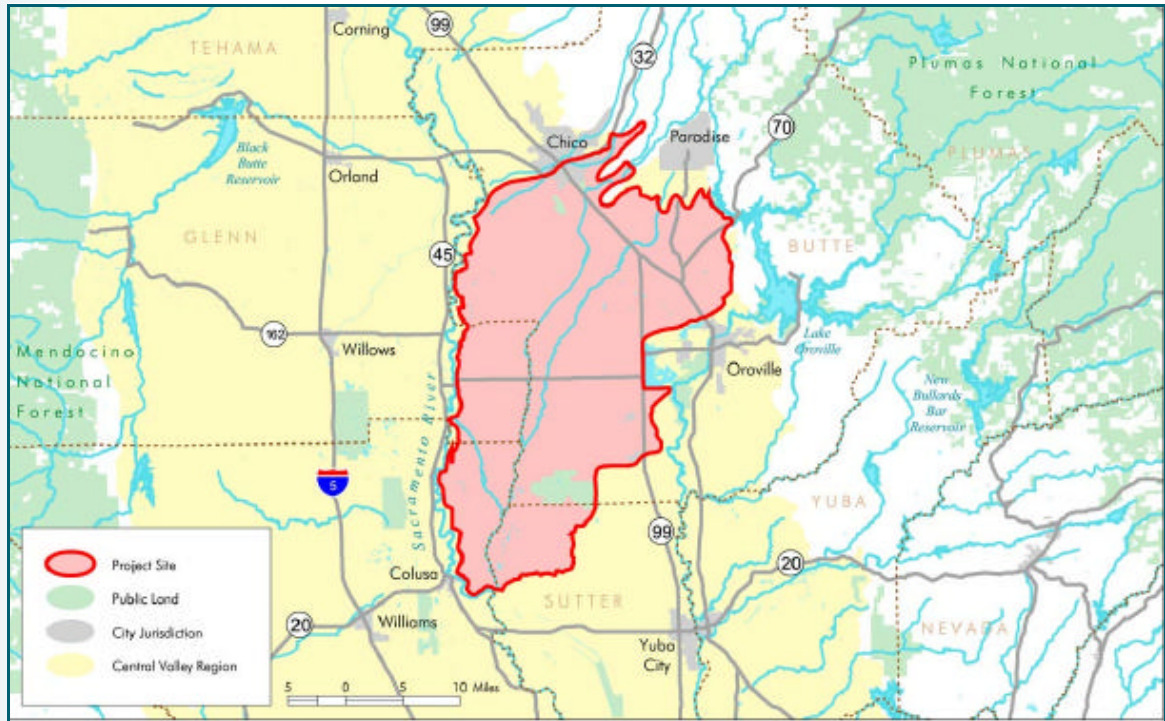 TEHAMA
Corning
99
32
Plumas National
Forest
Chico
Paradise
70
PLUMAS
Black
Butte
Reservoir
Orland
GLENN
45
BUTTE
162
Willows
Lake
Oroville
Oroville
Mendocino
National
Forest
New
Bullards
Bar
Reservoir
Sacramento River
5
YUBA
99
20
Colusa
SUTTER
20
Williams
Yuba
City
NEVADA
Project Site
Public Land
City Jurisdiction
Central Valley Region
5 0 5 10 Miles